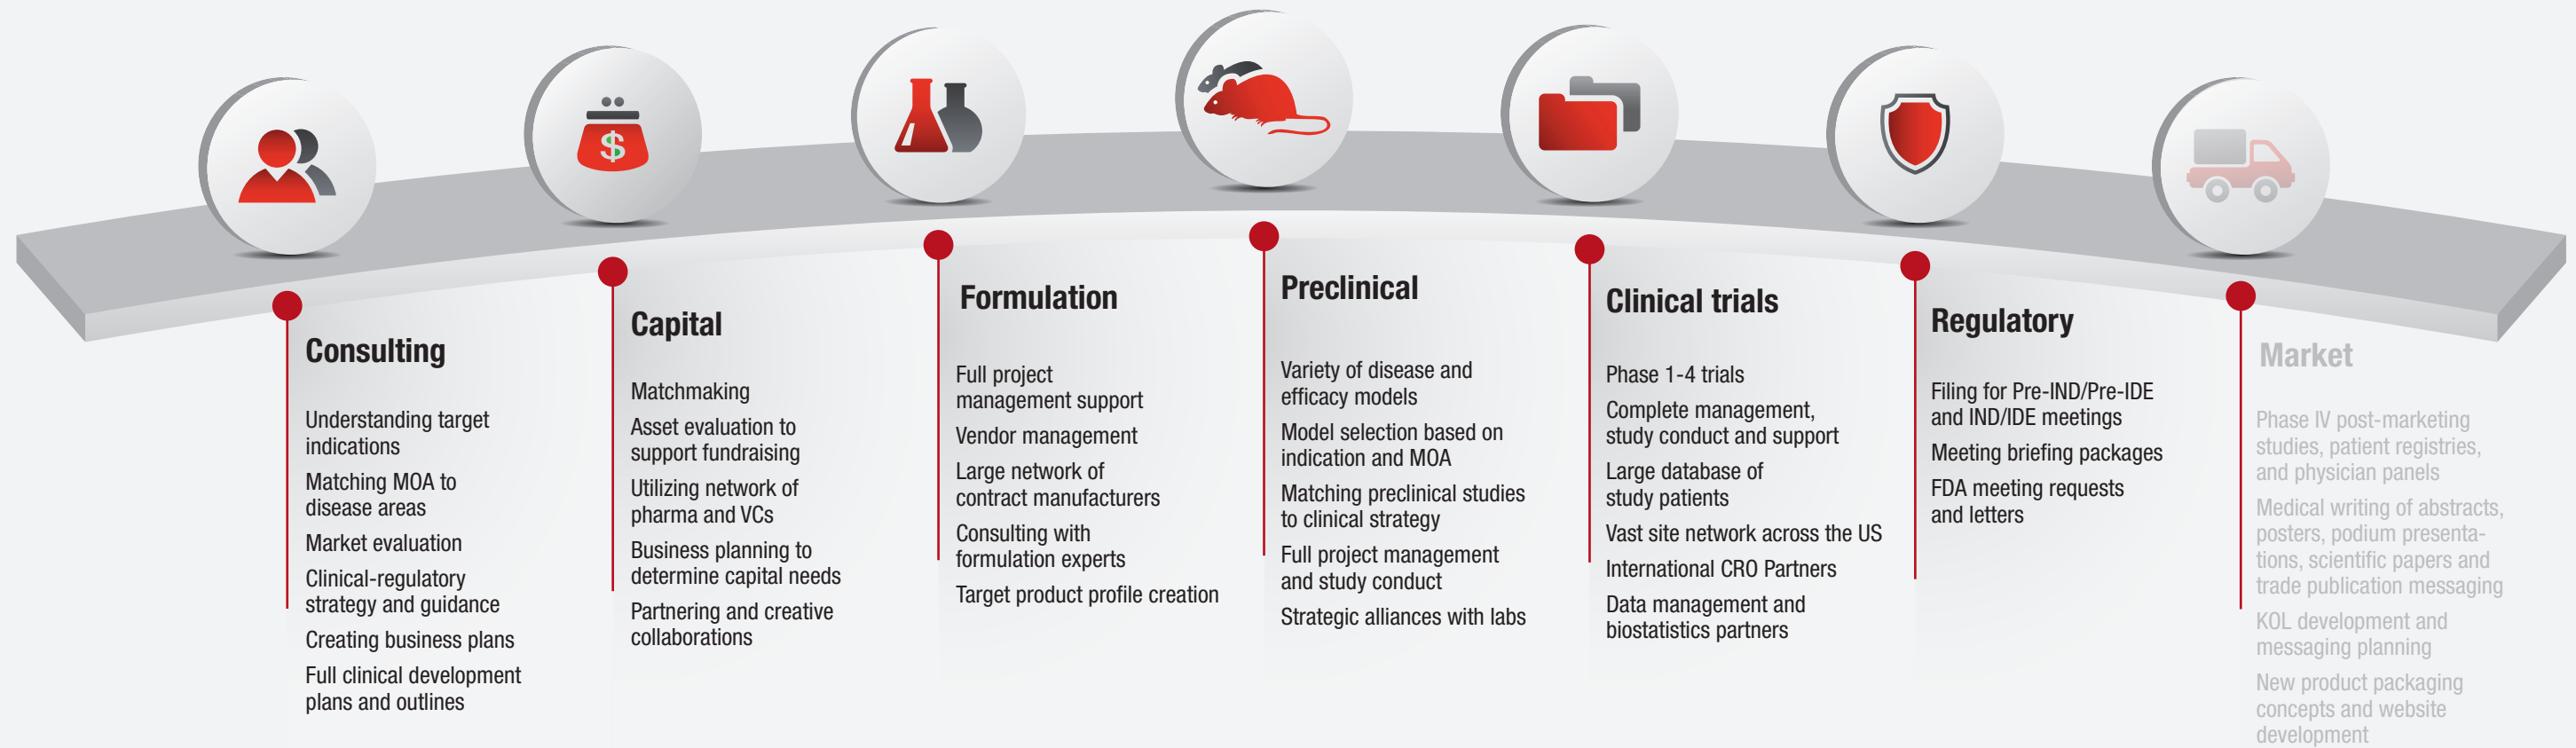 Consulting
Understanding target
indications
Matching MOA to
disease areas
Market evaluation
Clinical-regulatory
strategy and guidance
Creating business plans
Full clinical development
plans and outlines
$
Capital
Matchmaking
Asset evaluation to
support fundraising
Utilizing network of
pharma and VCs
Business planning to
determine capital needs
Partnering and creative
collaborations
Formulation
Full project
management support
Vendor management
Large network of
contract manufacturers
Consulting with
formulation experts
Target product profile creation
Preclinical
Variety of disease and
efficacy models
Model selection based on
indication and MOA
Matching preclinical studies
to clinical strategy
Full project management
and study conduct
Strategic alliances with labs
Clinical trials
Phase 1-4 trials
Complete management,
study conduct and support
Large database of
study patients
Vast site network across the US
International CRO Partners
Data management and
biostatistics partners
Regulatory
Filing for Pre-IND/Pre-IDE
and IND/IDE meetings
Meeting briefing packages
FDA meeting requests
and letters
Market
Phase IV post-marketing
studies, patient registries,
and physician panels
Medical writing of abstracts,
posters, podium presenta-
tions, scientific papers and
trade publication messaging
KOL development and
messaging planning
New product packaging
concepts and website
development